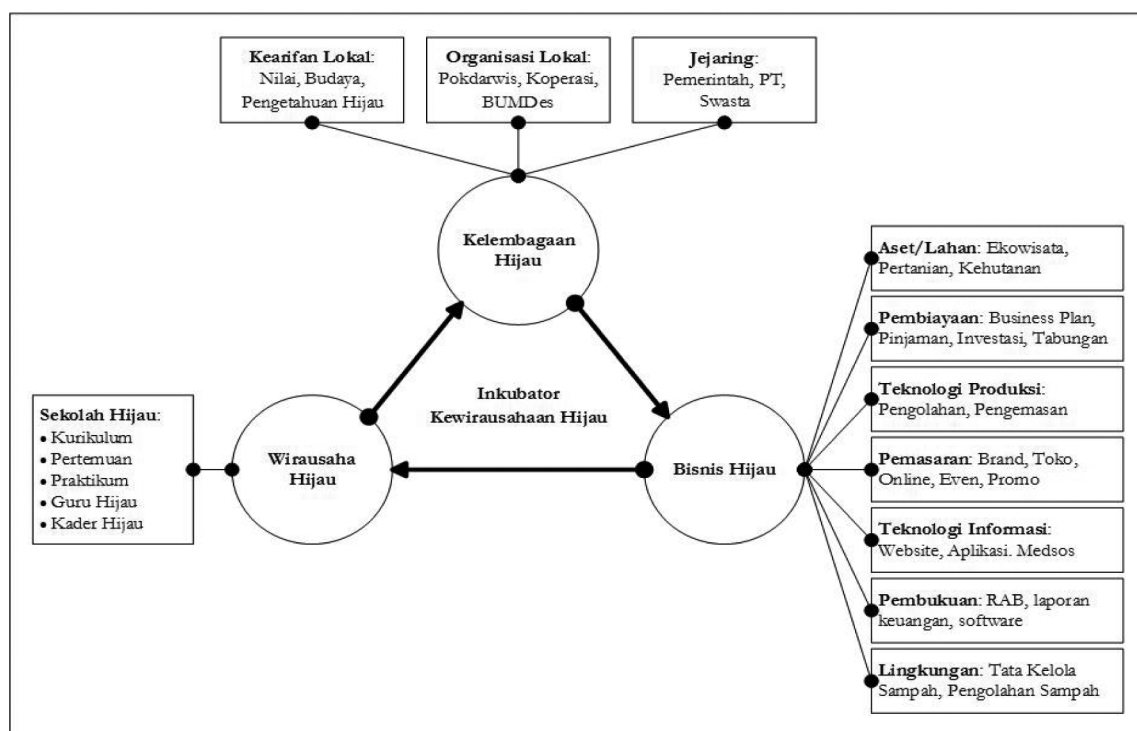 Kearifan Lokal:
Nilai, Budaya,
Pengetahuan Hijau
Organisasi Lokal:
Pokdarwis, Koperasi,
BUMDes
Jejaring:
Pemerintah, PT,
Swasta
Kelembagaan
Hijau
Inkubator
Kewirausahaan Hijau
Sekolah Hijau:
• Kurikulum
• Pertemuan
• Praktikum
• Guru Hijau
• Kader Hijau
Wirausaha
Hijau
Bisnis Hijau
Aset/Lahan: Ekowisata,
Pertanian, Kehutanan
Pembiayaan: Business Plan,
Pinjaman, Investasi, Tabungan
Teknologi Produksi:
Pengolahan, Pengemasan
Pemasaran: Brand, Toko,
Online, Even, Promo
Teknologi Informasi:
Website, Aplikasi. Medsos
Pembukuan: RAB, laporan
keuangan, software
Lingkungan: Tata Kelola
Sampah, Pengolahan Sampah